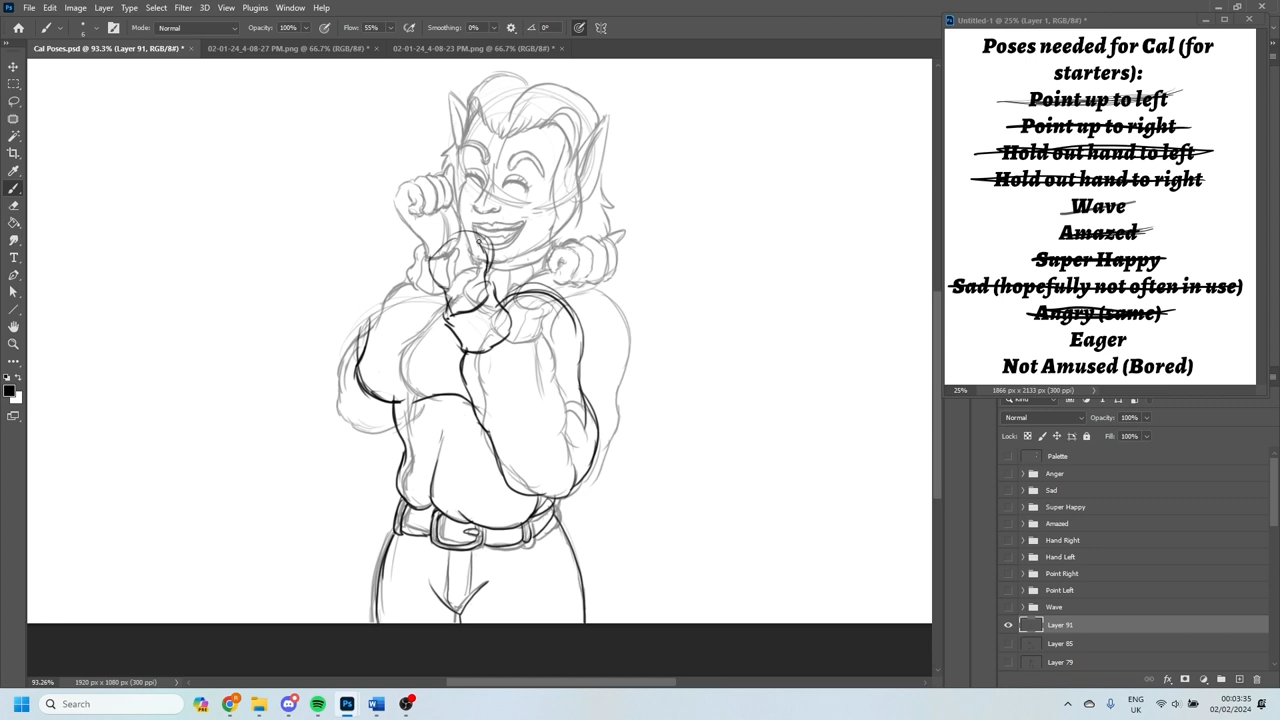 File Edit Image Layer Type Select Filter 3D View Plugins Window Help
6 Mode: Normal Opacity: 100% Flow: 55% Smoothing: 0% 0°
Cal Poses.psd @ 93.3% (Layer 91, RGB/8#) * × 02-01-24_4-08-27 PM.png @ 66.7% (RGB/8#) * × 02-01-24_4-08-23 PM.png @ 66.7% (RGB/8#) * ×
Untitled-1 @ 25% (Layer 1, RGB/8#) *
Poses needed for Cal (for
starters):
Point up to left
Point up to right
Hold out hand to left
Hold out hand to right
Wave
Amazed
Super Happy
Sad (hopefully not often in use)
Angry (same)
Eager
Not Amused (Bored)
25% 1866 px x 2133 px (300 ppi)
Kind
Normal Opacity: 100%
Lock: Fill: 100%
Palette
Anger
Sad
Super Happy
Amazed
Hand Right
Hand Left
Point Right
Point Left
Wave
Layer 91
Layer 85
Layer 79
93.26% 1920 px x 1080 px (300 ppi)
Search
ENG
UK
00:03:35
02/02/2024